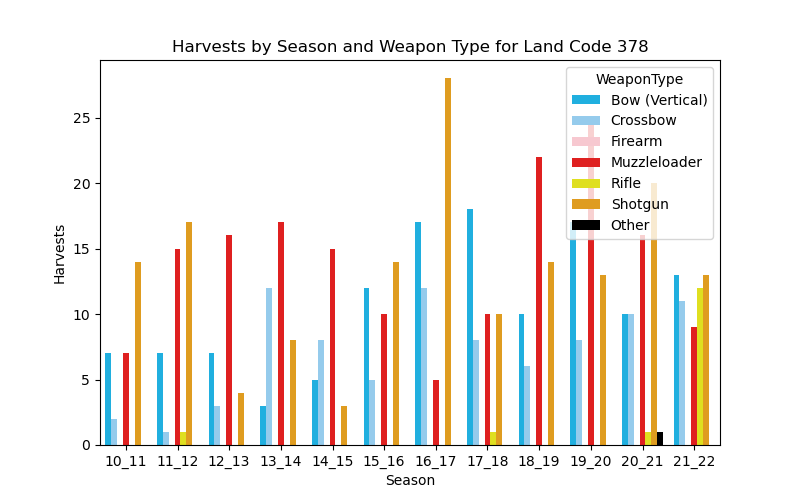 Harvests by Season and Weapon Type for Land Code 378
WeaponType
Bow (Vertical)
Crossbow
Firearm
Muzzleloader
Rifle
Shotgun
Other
25
20
15
10
5
0
Harvests
10_11 11_12 12_13 13_14 14_15 15_16 16_17 17_18 18_19 19_20 20_21 21_22
Season